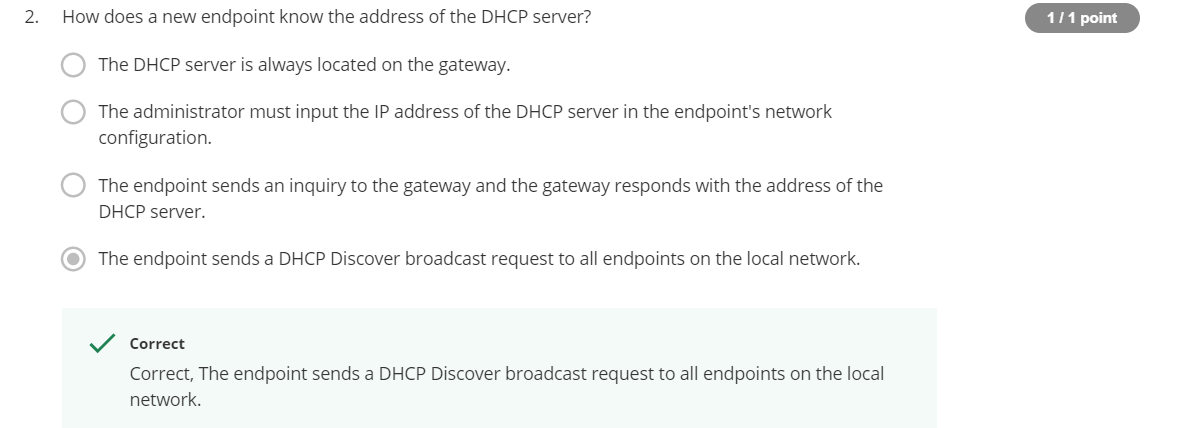 2. How does a new endpoint know the address of the DHCP server?
1 / 1 point
The DHCP server is always located on the gateway.
The administrator must input the IP address of the DHCP server in the endpoint's network
configuration.
The endpoint sends an inquiry to the gateway and the gateway responds with the address of the
DHCP server.
The endpoint sends a DHCP Discover broadcast request to all endpoints on the local network.
Correct
Correct, The endpoint sends a DHCP Discover broadcast request to all endpoints on the local
network.